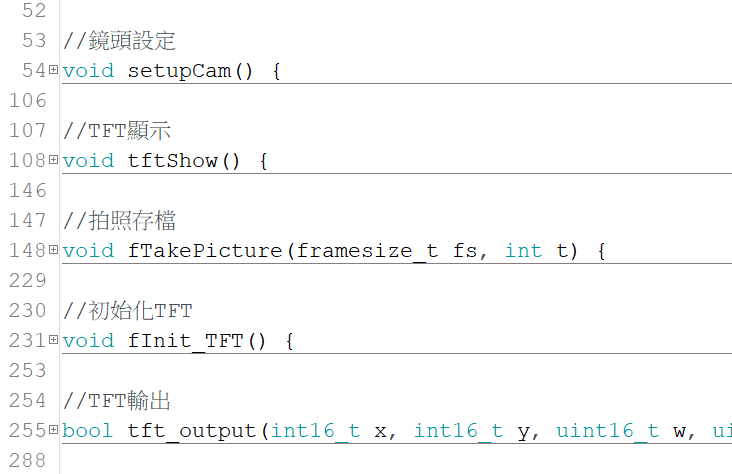 52
53 //鏡頭設定
54 void setupCam() {
106
107 //TFT顯示
108 void tftShow() {
146
147 //拍照存檔
148 void fTakePicture(framesize_t fs, int t) {
229
230 //初始化TFT
231 void fInit_TFT() {
253
254 //TFT輸出
255 bool tft_output(int16_t x, int16_t y, uint16_t w, ui
288